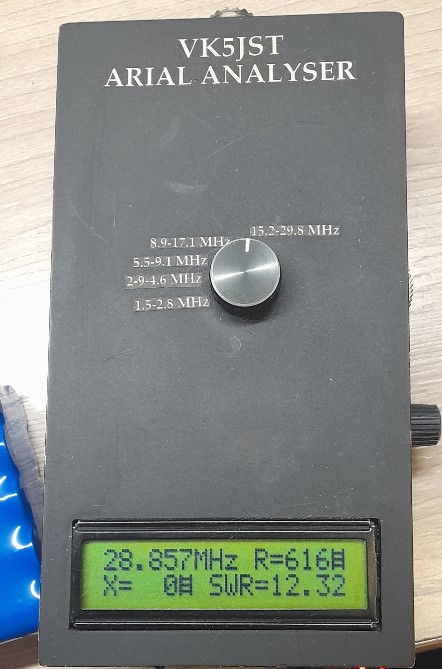 VK5JST
ARIAL ANALYSER
15.2-29.8 MHz
8.9-17.1 MHz
5.5-9.1 MHz
2-9-4.6 MHz
1.5-2.8 MHz
28.857MHz R=616
X= 0 SWR=12.32